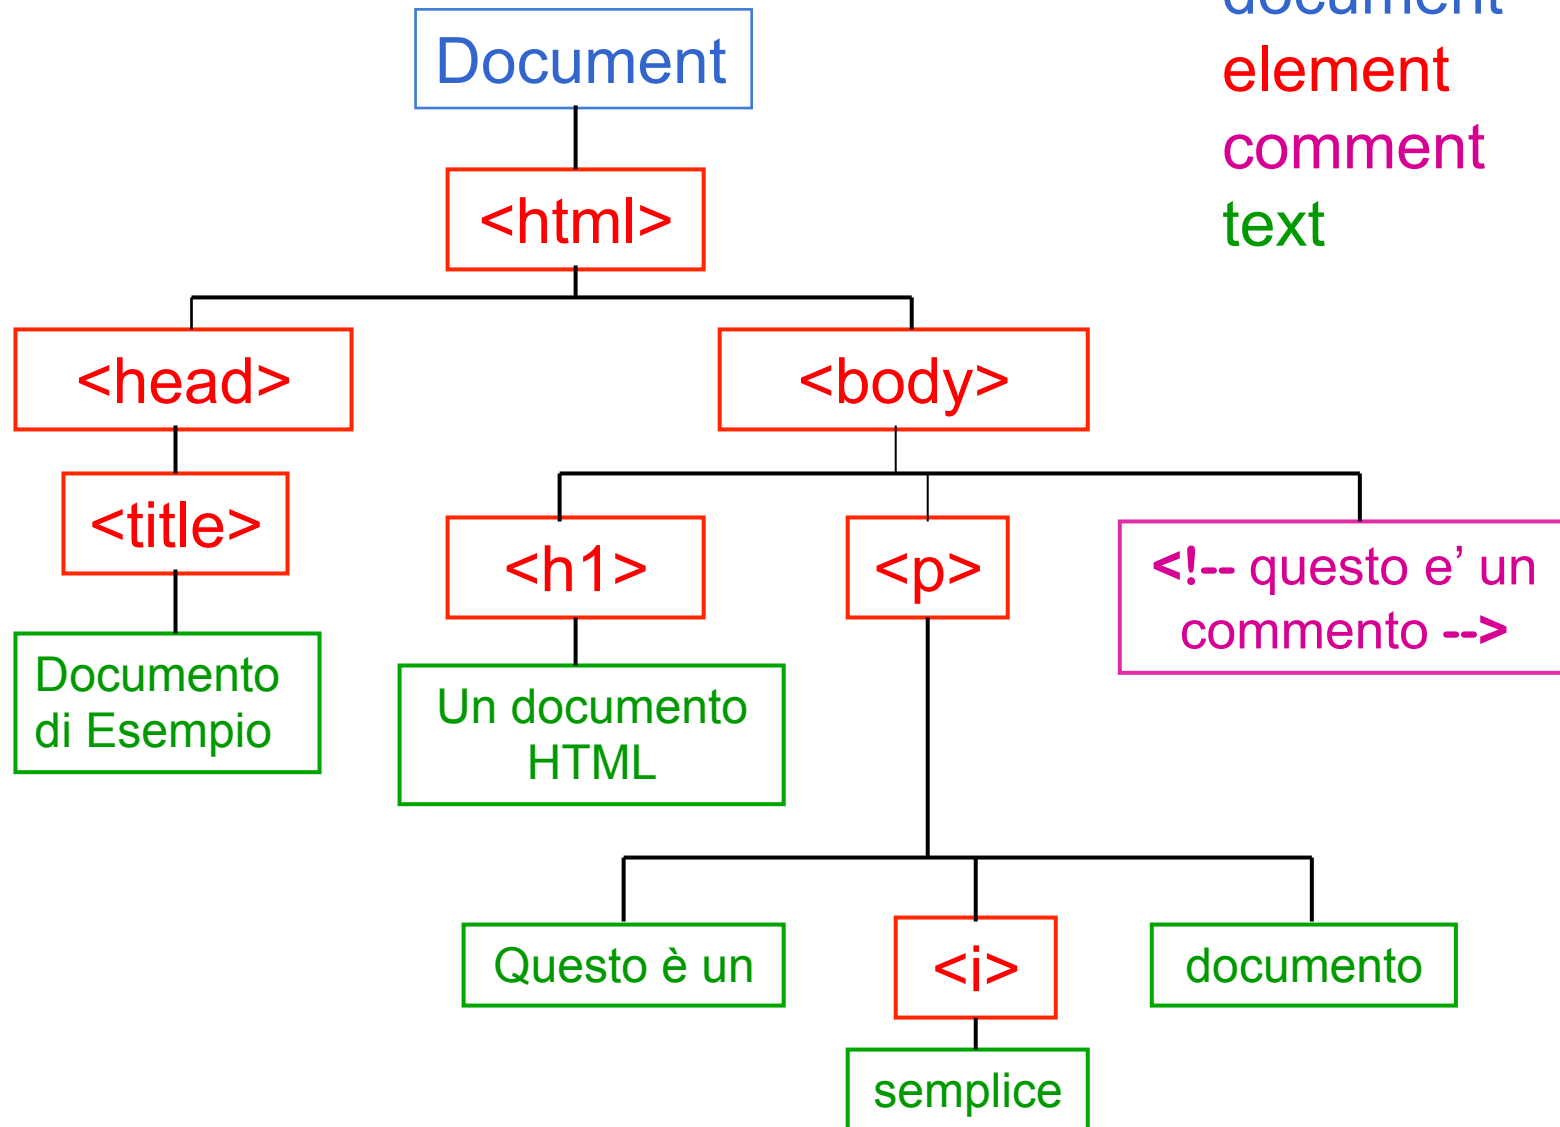 Document
document
element
comment
text
<html>
<head>
<body>
<title>
<h1>
<p>
<!-- questo e’ un
commento -->
Documento
di Esempio
Un documento
HTML
Questo è un
<i>
documento
semplice